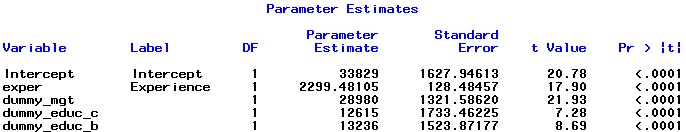 Parameter Estimates
Parameter Standard
Variable Label DF Estimate Error t Value Pr > |t|
Intercept Intercept 1 33829 1627.94613 20.78 <.0001
exper Experience 1 2299.48105 128.48457 17.90 <.0001
dummy_mgt 1 28980 1321.58620 21.93 <.0001
dummy_educ_c 1 12615 1733.46225 7.28 <.0001
dummy_educ_b 1 13236 1523.87177 8.69 <.0001